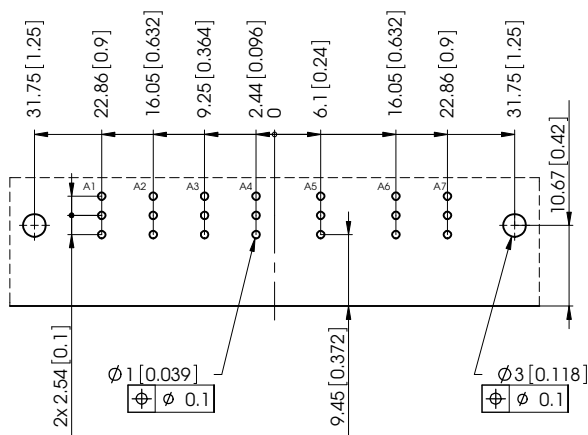 31.75 [1.25]
22.86 [0.9]
16.05 [0.632]
9.25 [0.364]
2.44 [0.096]
0
6.1 [0.24]
16.05 [0.632]
22.86 [0.9]
31.75 [1.25]
10.67 [0.42]
A1 A2 A3 A4 A5 A6 A7
2x 2.54 [0.1]
9.45 [0.372]
Ø1 [0.039]
⌖ Ø 0.1
Ø3 [0.118]
⌖ Ø 0.1